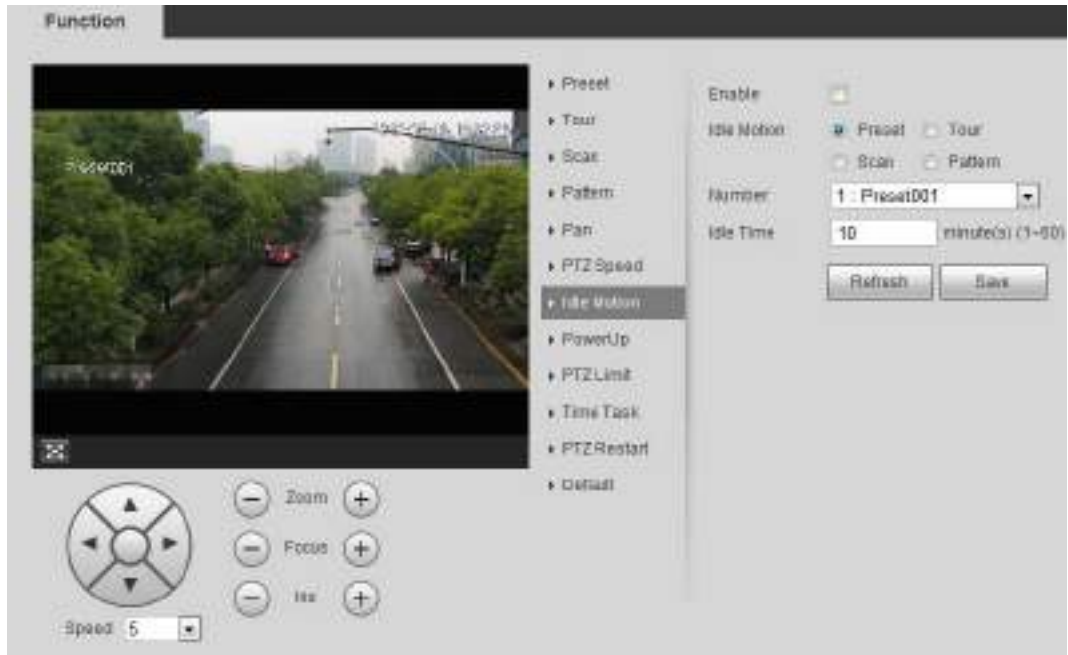 Function
Preset
Tour
Scan
Pattern
Pan
PTZ Speed
Idle Motion
PowerUp
PTZ Limit
Time Task
PTZ Restart
Default
Enable
Idle Motion Preset Tour
Scan Pattern
Number 1 : Preset001
Idle Time 10 minute(s) (1~60)
Refresh Save
Preset001
Zoom
Focus
Iris
Speed 5